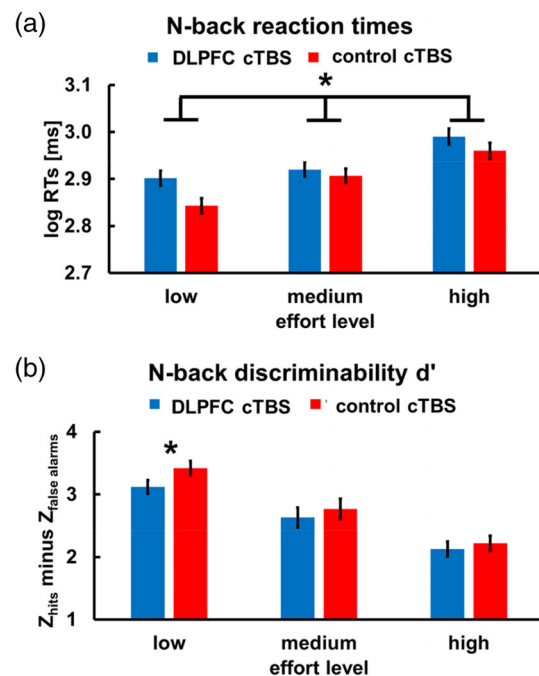 (a)
N-back reaction times
DLPFC cTBS control cTBS
*
log RTs [ms]
3.1
3.0
2.9
2.8
2.7
low medium high
effort level
(b)
N-back discriminability d'
DLPFC cTBS control cTBS
*
Zhits minus Zfalse alarms
4
3
2
1
low medium high
effort level